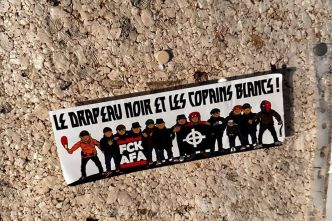 LE DRAPEAU NOIR ET LES COPAINS BLANCS !
FCK
AFA